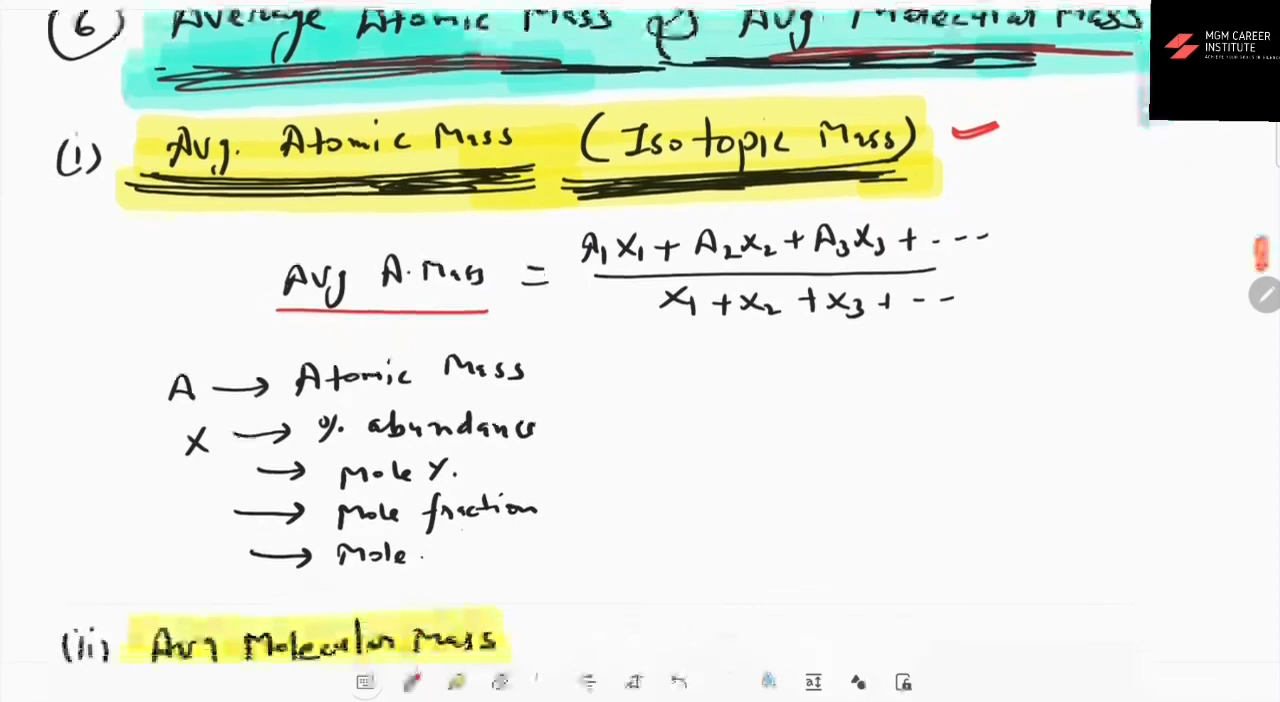 (6) Average Atomic Mass & Avg Molecular Mass
MGM CAREER
INSTITUTE
(i) Avg. Atomic Mass (Isotopic Mass)
Avg A. Mass = A₁X₁ + A₂X₂ + A₃X₃ + ---
X₁ + X₂ + X₃ + --
A → Atomic Mass
X → % abundance
→ Mole %.
→ Mole fraction
→ Mole.
(ii) Avg Molecular Mass